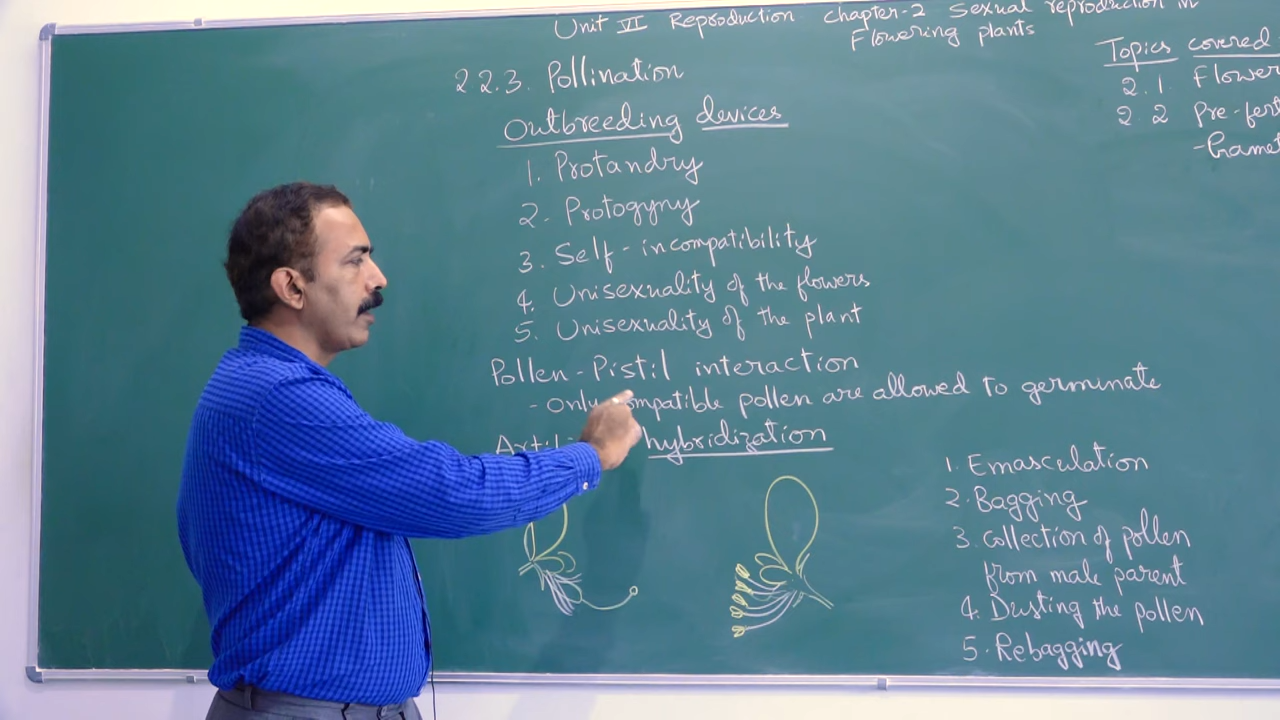 Unit VI Reproduction chapter-2 Sexual reproduction in
Flowering plants
Topics covered
2.1. Flower
2.2 Pre-fer
-Gamet
2.2.3. Pollination
Outbreeding devices
1. Protandry
2. Protogyny
3. Self-incompatibility
4. Unisexuality of the flowers
5. Unisexuality of the plant
Pollen-Pistil interaction
- Only compatible pollen are allowed to germinate
hybridization
1. Emasculation
2. Bagging
3. Collection of pollen
from male parent
4. Dusting the pollen
5. Rebagging